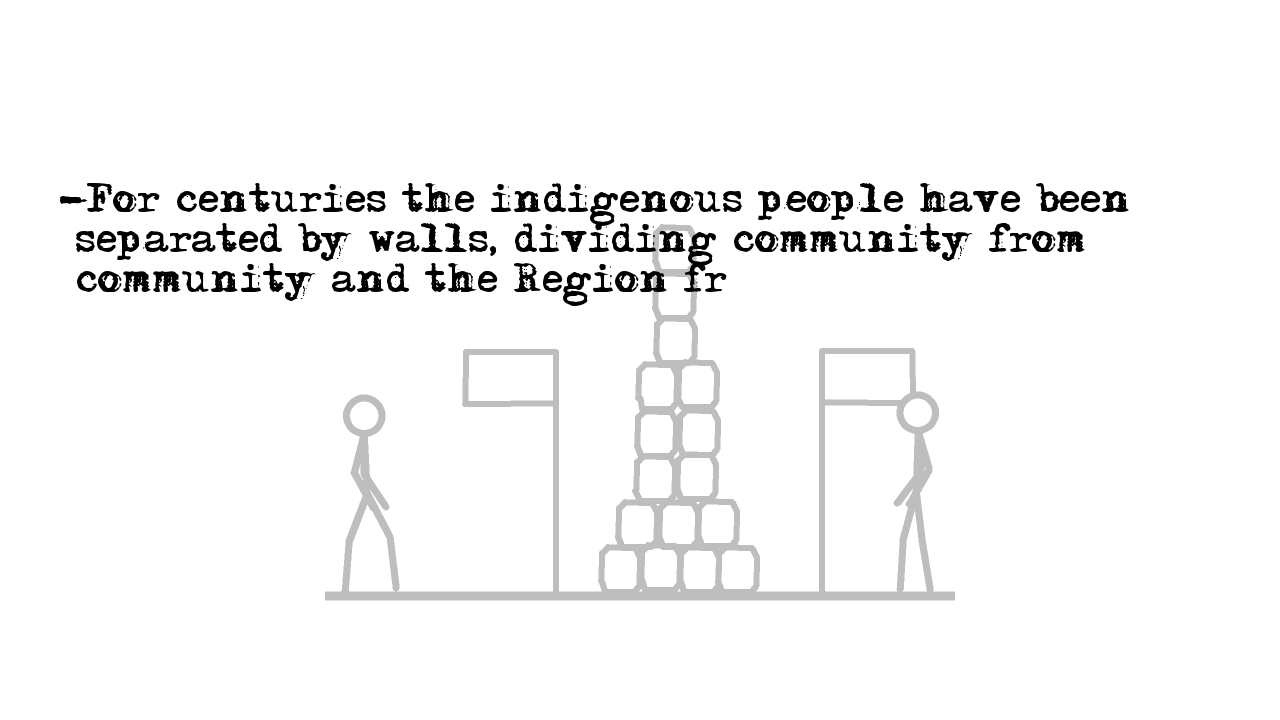 -For centuries the indigenous people have been
separated by walls, dividing community from
community and the Region fr